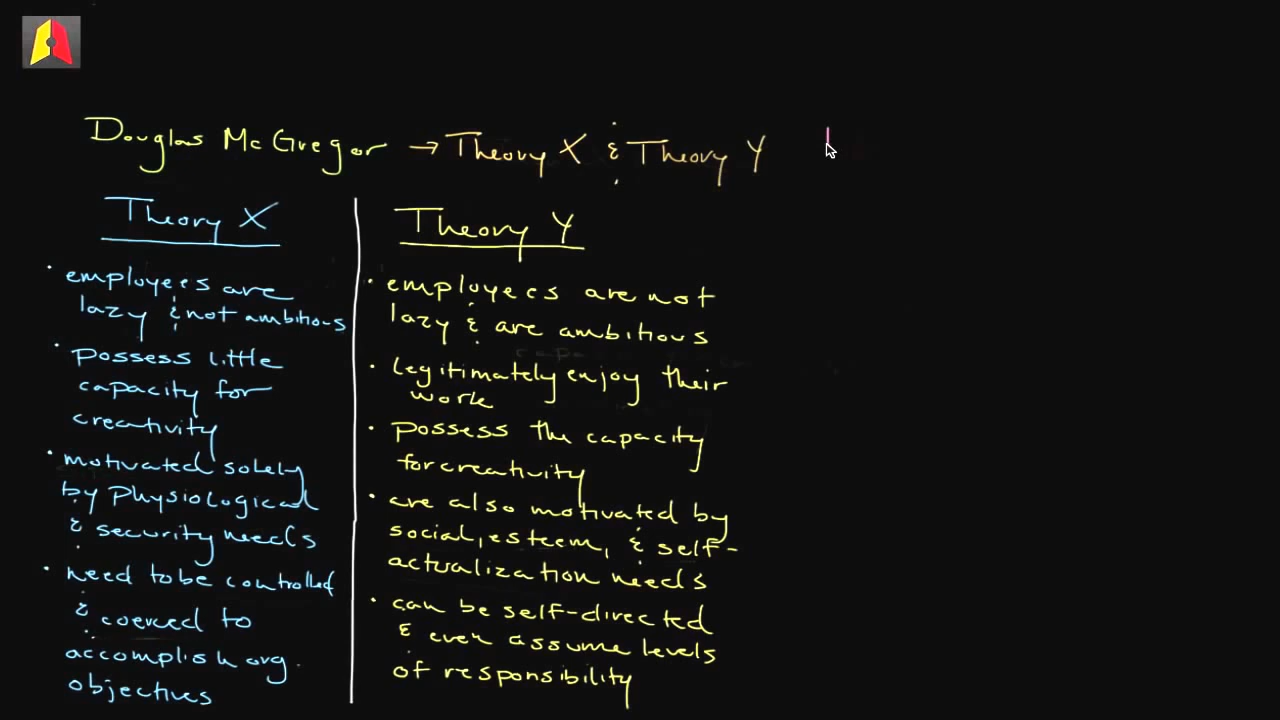 Douglas McGregor → Theory X & Theory Y
Theory X
• employees are
lazy & not ambitious
• possess little
capacity for
creativity
• motivated solely
by physiological
& security needs
• need to be controlled
& coerced to
accomplish org.
objectives
Theory Y
• employees are not
lazy & are ambitious
• legitimately enjoy their
work
• possess the capacity
for creativity
• are also motivated by
social, esteem, & self-
actualization needs
• can be self-directed
& even assume levels
of responsibility